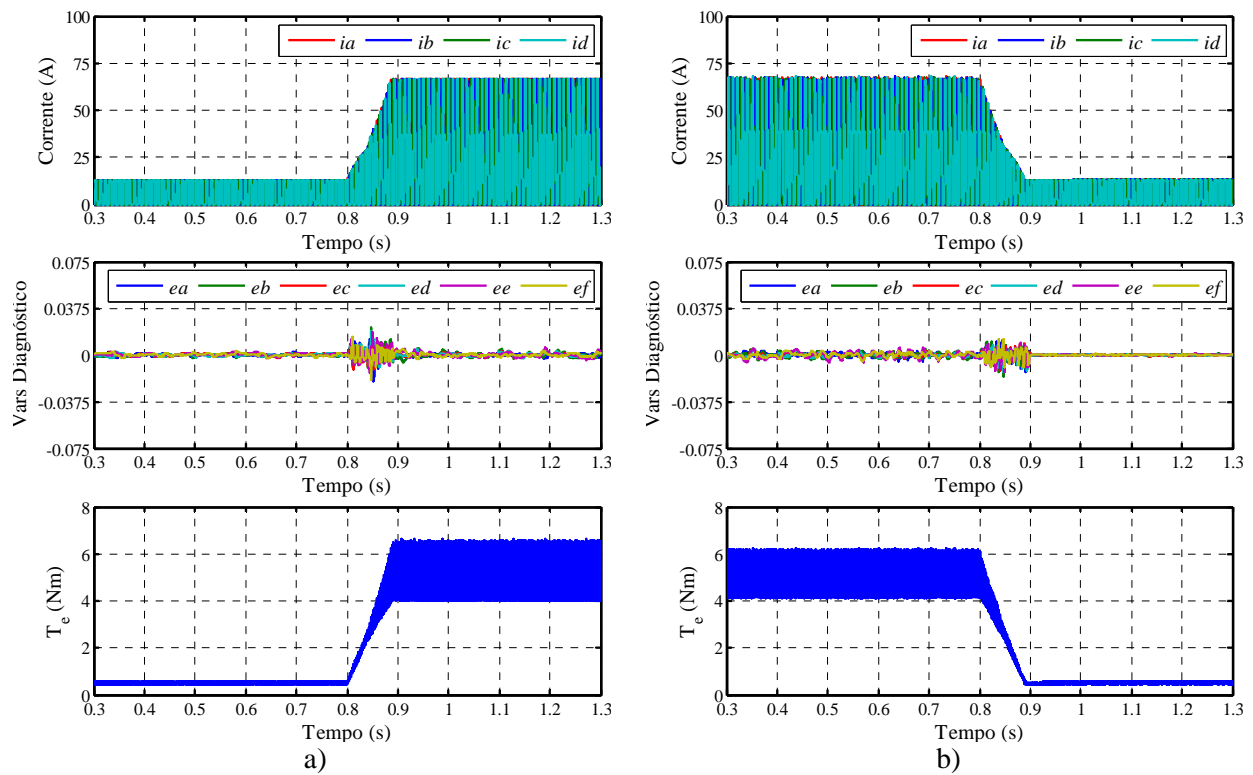 100
75
50
25
0
Corrente (A)
ia ib ic id
0.3 0.4 0.5 0.6 0.7 0.8 0.9 1 1.1 1.2 1.3
Tempo (s)
0.075
0.0375
0
-0.0375
-0.075
Vars Diagnóstico
ea eb ec ed ee ef
0.3 0.4 0.5 0.6 0.7 0.8 0.9 1 1.1 1.2 1.3
Tempo (s)
8
6
4
2
0
T_e (Nm)
0.3 0.4 0.5 0.6 0.7 0.8 0.9 1 1.1 1.2 1.3
Tempo (s)
a)
100
75
50
25
0
Corrente (A)
ia ib ic id
0.3 0.4 0.5 0.6 0.7 0.8 0.9 1 1.1 1.2 1.3
Tempo (s)
0.075
0.0375
0
-0.0375
-0.075
Vars Diagnóstico
ea eb ec ed ee ef
0.3 0.4 0.5 0.6 0.7 0.8 0.9 1 1.1 1.2 1.3
Tempo (s)
8
6
4
2
0
T_e (Nm)
0.3 0.4 0.5 0.6 0.7 0.8 0.9 1 1.1 1.2 1.3
Tempo (s)
b)